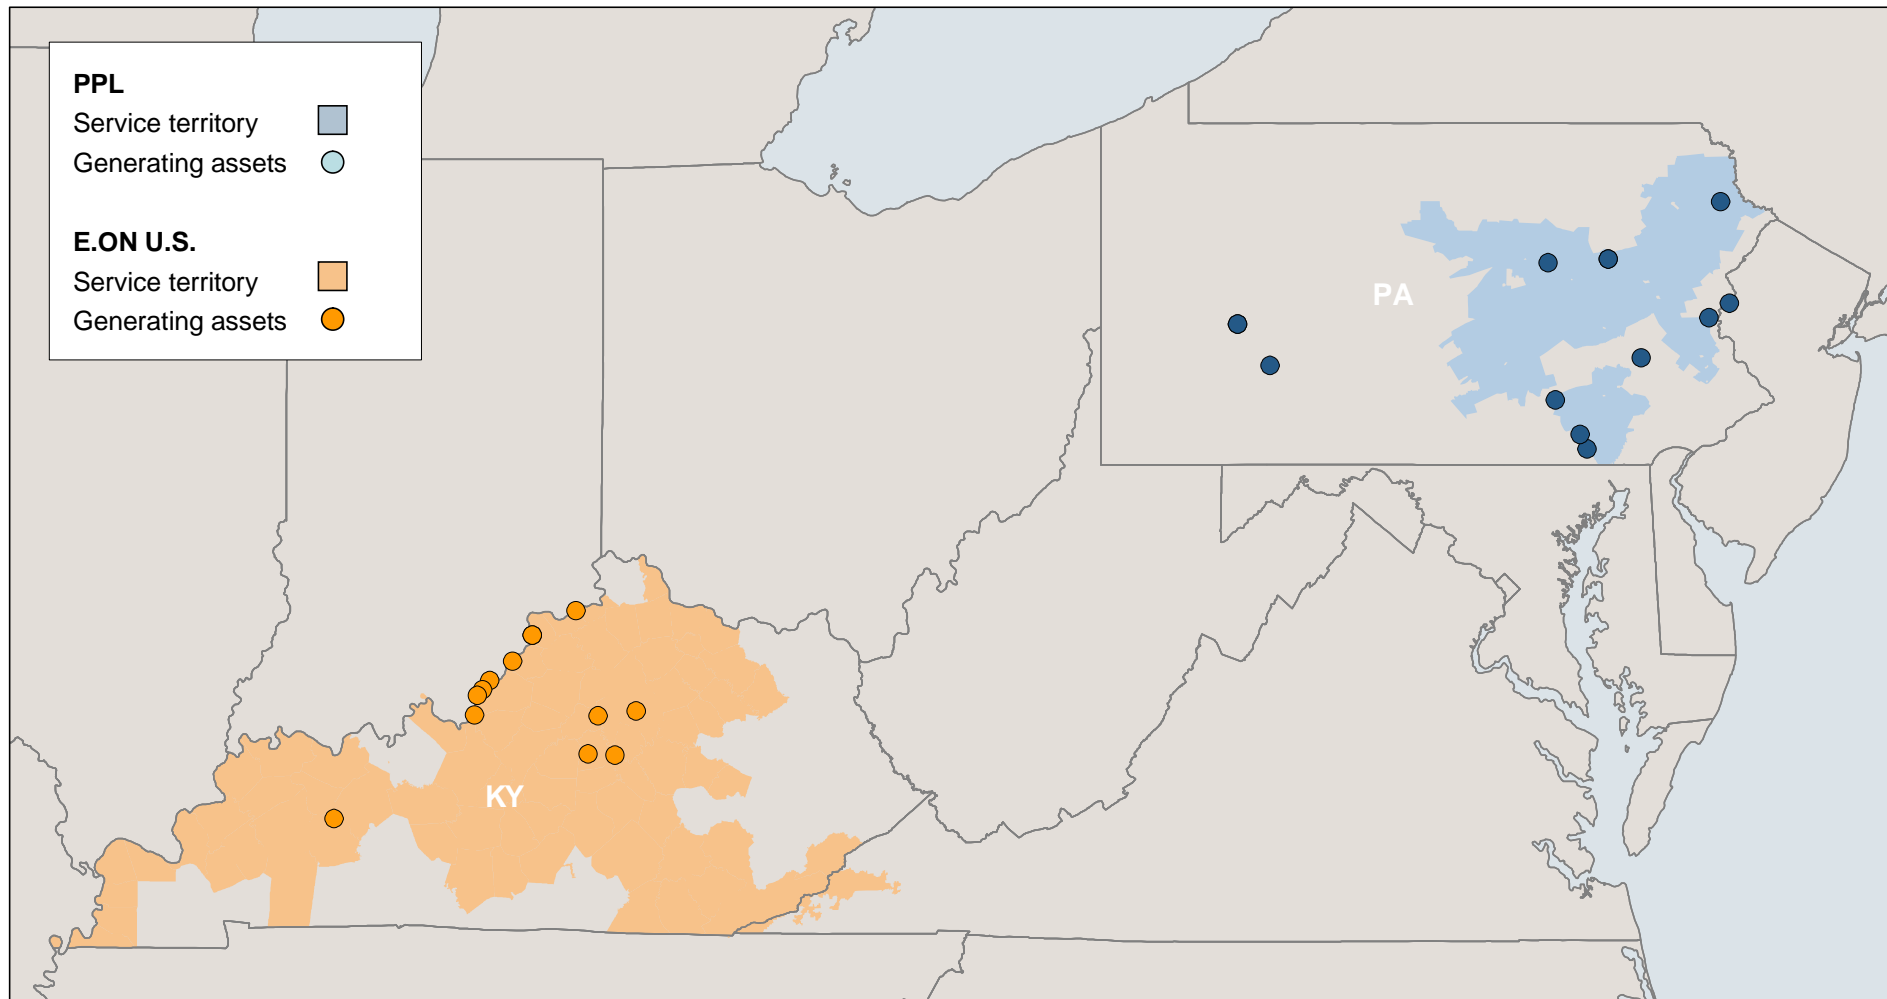 PPL
Service territory
Generating assets
E.ON U.S.
Service territory
Generating assets
PA
KY